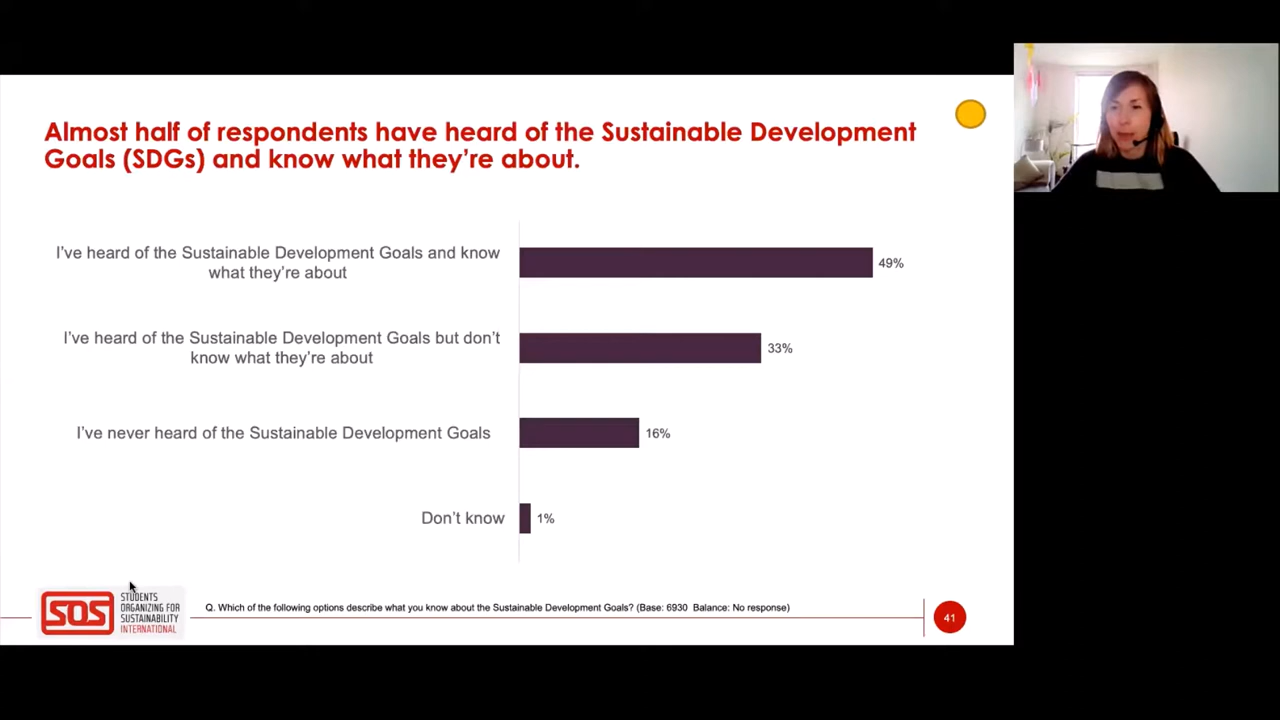 Almost half of respondents have heard of the Sustainable Development
Goals (SDGs) and know what they're about.
I've heard of the Sustainable Development Goals and know
what they're about
49%
I've heard of the Sustainable Development Goals but don't
know what they're about
33%
I've never heard of the Sustainable Development Goals
16%
Don't know
1%
SOS
STUDENTS
ORGANIZING FOR
SUSTAINABILITY
INTERNATIONAL
Q. Which of the following options describe what you know about the Sustainable Development Goals? (Base: 6930 Balance: No response)
41